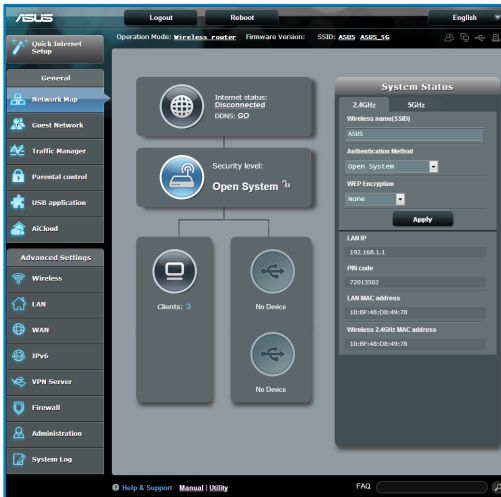 ASUS
Logout
Reboot
English
Quick Internet Setup
Operation Mode: Wireless router Firmware Version: SSID: ASUS ASUS_5G
General
Network Map
Guest Network
Traffic Manager
Parental control
USB application
AiCloud
Advanced Settings
Wireless
LAN
WAN
IPv6
VPN Server
Firewall
Administration
System Log
Internet status:
Disconnected
DDNS: GO
Security level:
Open System
Clients: 3
No Device
No Device
System Status
2.4GHz 5GHz
Wireless name(SSID)
ASUS
Authentication Method
Open System
WEP Encryption
None
Apply
LAN IP
192.168.1.1
PIN code
72013502
LAN MAC address
10:BF:48:D8:49:78
Wireless 2.4GHz MAC address
10:BF:48:D8:49:78
Help & Support Manual | Utility
FAQ